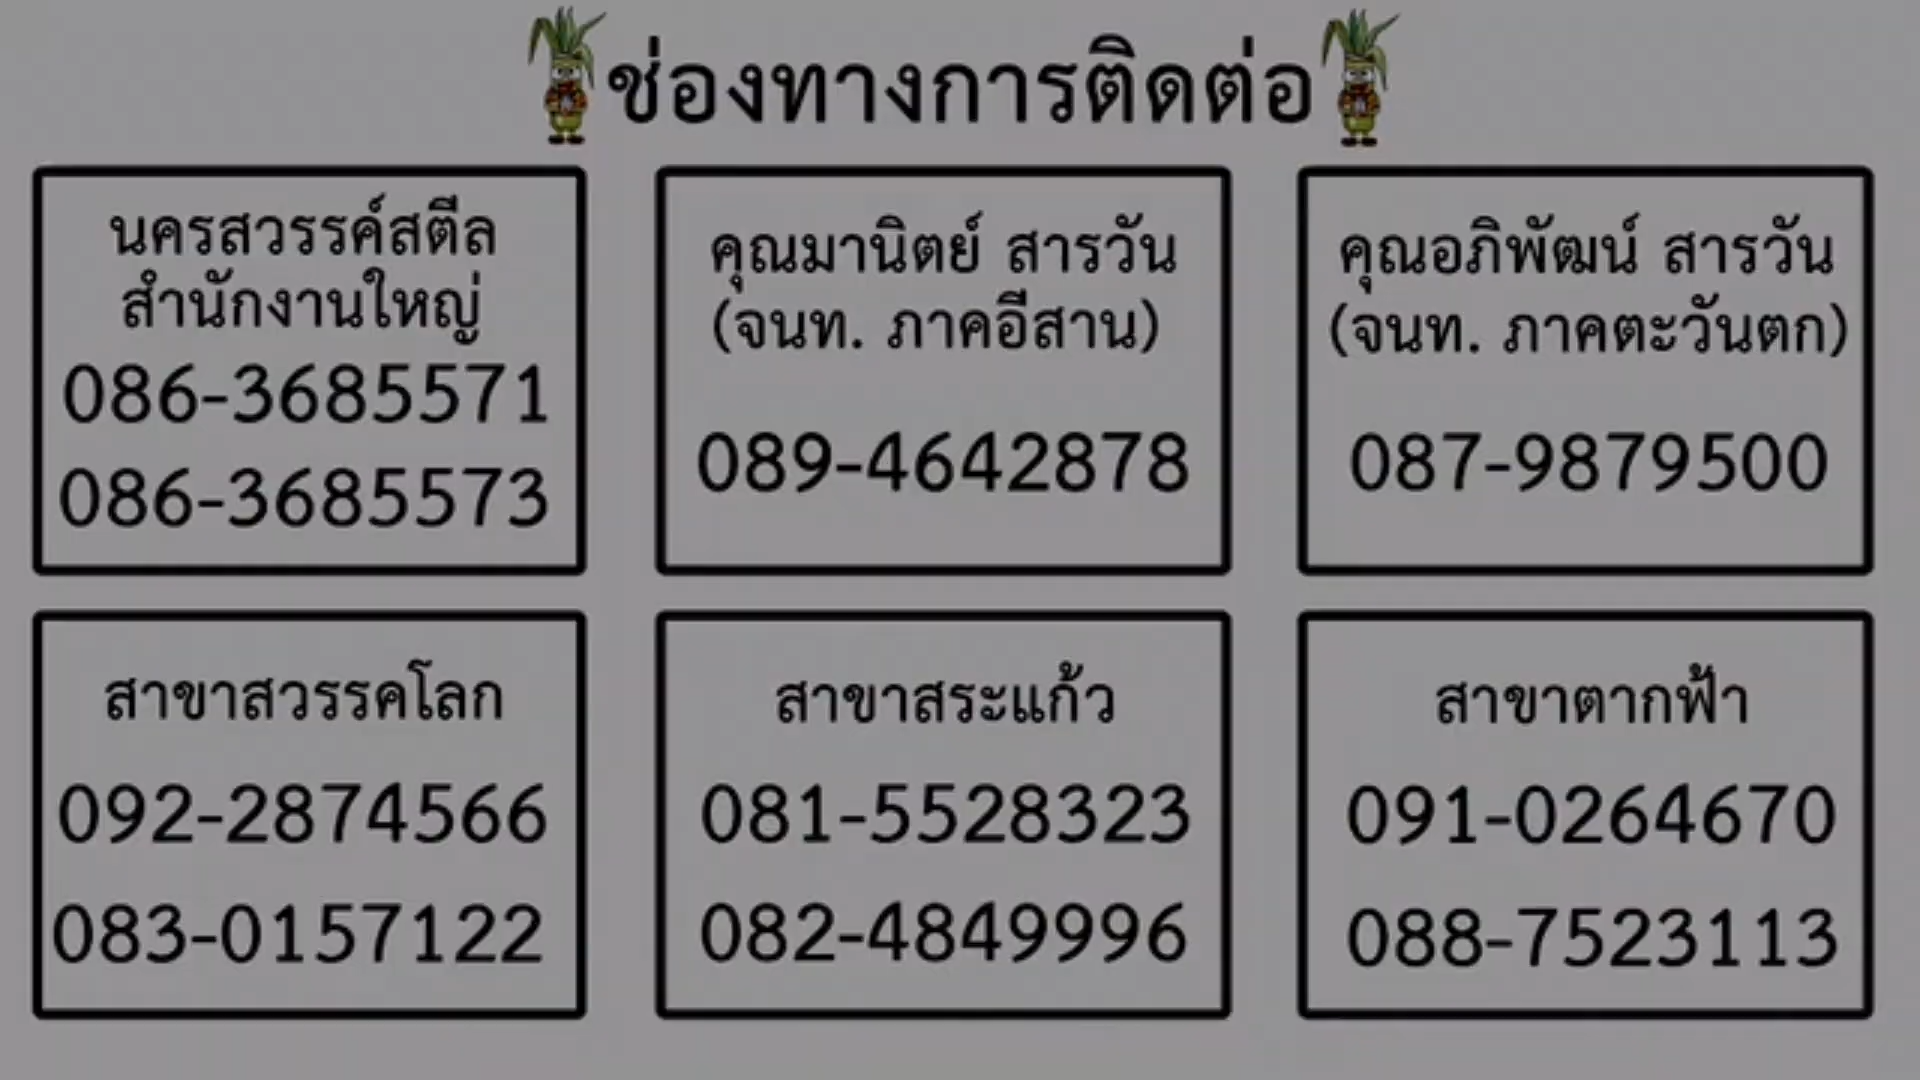 ช่องทางการติดต่อ
นครสวรรค์สตีล
สำนักงานใหญ่
086-3685571
086-3685573
คุณมานิตย์ สารวัน
(จนท. ภาคอีสาน)
089-4642878
คุณอภิพัฒน์ สารวัน
(จนท. ภาคตะวันตก)
087-9879500
สาขาสวรรคโลก
092-2874566
083-0157122
สาขาสระแก้ว
081-5528323
082-4849996
สาขาตากฟ้า
091-0264670
088-7523113